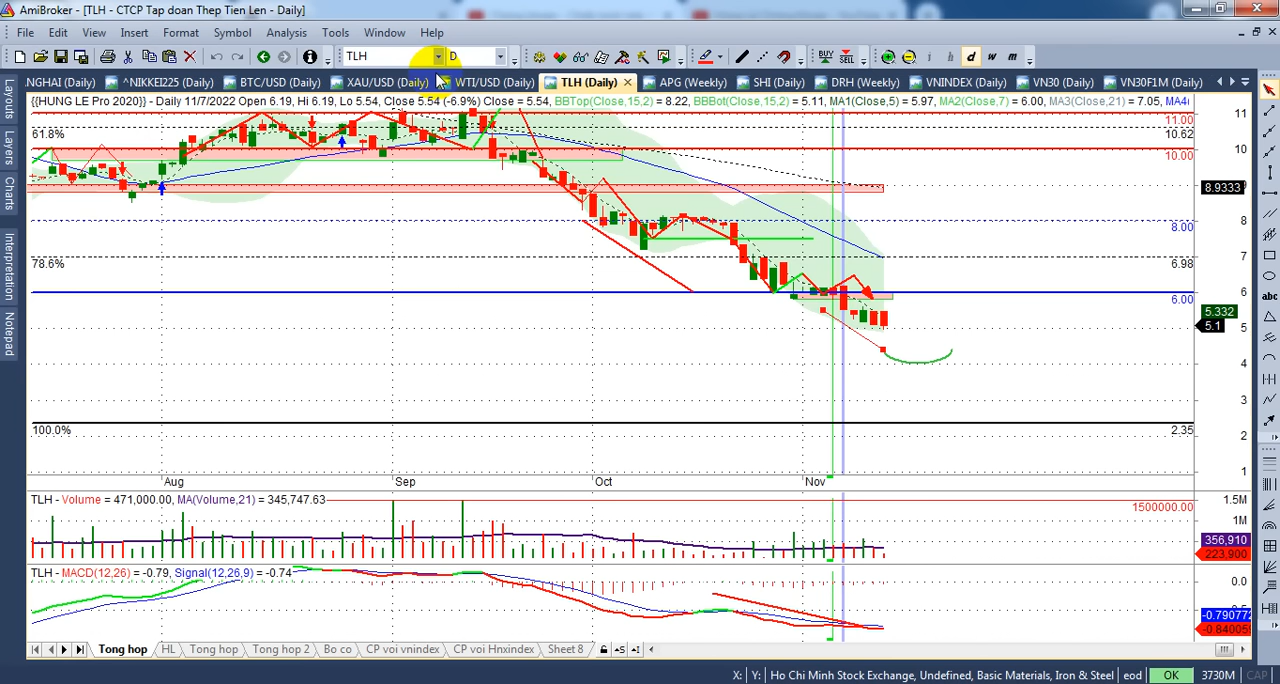 AmiBroker - [TLH - CTCP Tap doan Thep Tien Len - Daily]
File Edit View Insert Format Symbol Analysis Tools Window Help
TLH D
BUY SELL d w m
NGHAI (Daily) ^NIKKEI225 (Daily) BTC/USD (Daily) XAU/USD (Daily) WTI/USD (Daily) TLH (Daily) APG (Weekly) SHI (Daily) DRH (Weekly) VNINDEX (Daily) VN30 (Daily) VN30F1M (Daily)
Layouts
Layers
Charts
Interpretation
Notepad
{{HUNG LE Pro 2020}} - Daily 11/7/2022 Open 6.19, Hi 6.19, Lo 5.54, Close 5.54 (-6.9%) Close = 5.54, BBTop(Close,15,2) = 8.22, BBBot(Close,15,2) = 5.11, MA1(Close,5) = 5.97, MA2(Close,7) = 6.00, MA3(Close,21) = 7.05, MA4(
11
11.00
61.8%
10.62
10
10.00
9
8.9333
8
8.00
7
78.6%
6.98
6
6.00
5.332
5.1
5
4
3
100.0%
2.35
2
1
Aug Sep Oct Nov
TLH - Volume = 471,000.00, MA(Volume,21) = 345,747.63
1.5M
1500000.00
1M
356,910
223,900
TLH - MACD(12,26) = -0.79, Signal(12,26,9) = -0.74
0.0
-0.790772
-0.840059
Tong hop HL Tong hop Tong hop 2 Bo co CP voi vnindex CP voi Hnxindex Sheet 8
X: Y: Ho Chi Minh Stock Exchange, Undefined, Basic Materials, Iron & Steel eod OK 3730M CAP
abc